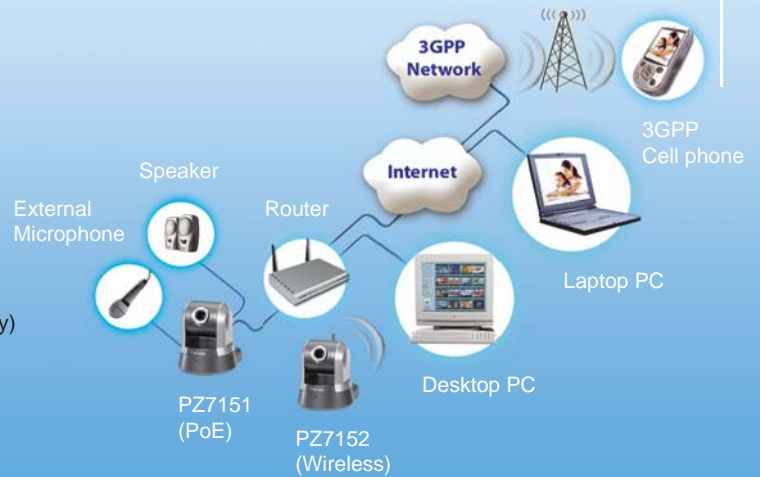 3GPP
Network
3GPP
Cell phone
Internet
Speaker
External
Microphone
Router
Laptop PC
y)
Desktop PC
PZ7151
(PoE)
PZ7152
(Wireless)